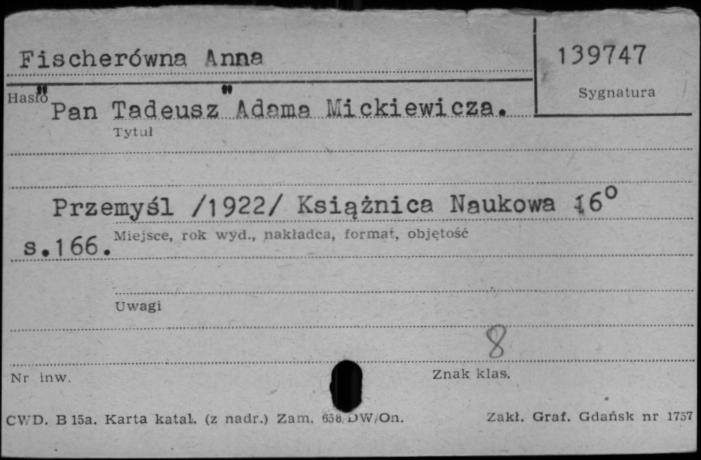 Fischerówna Anna
139747
Hasło
Sygnatura
"Pan Tadeusz" Adama Mickiewicza.
Tytuł
Przemyśl /1922/ Książnica Naukowa 16°
s.166.
Miejsce, rok wyd., nakładca, format, objętość
Uwagi
8
Nr inw.
Znak klas.
CWD. B 15a. Karta katal. (z nadr.) Zam. 658/DW/On.
Zakł. Graf. Gdańsk nr 1757